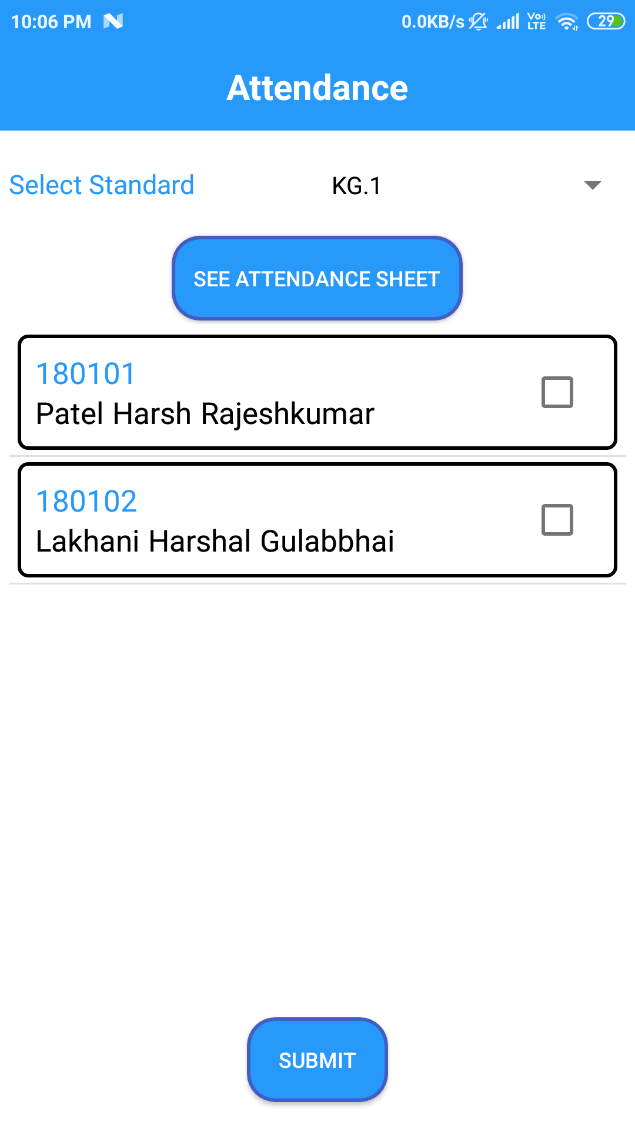 10:06 PM 0.0KB/s Vo) LTE 29
Attendance
Select Standard KG.1
SEE ATTENDANCE SHEET
180101
Patel Harsh Rajeshkumar
180102
Lakhani Harshal Gulabbhai
SUBMIT